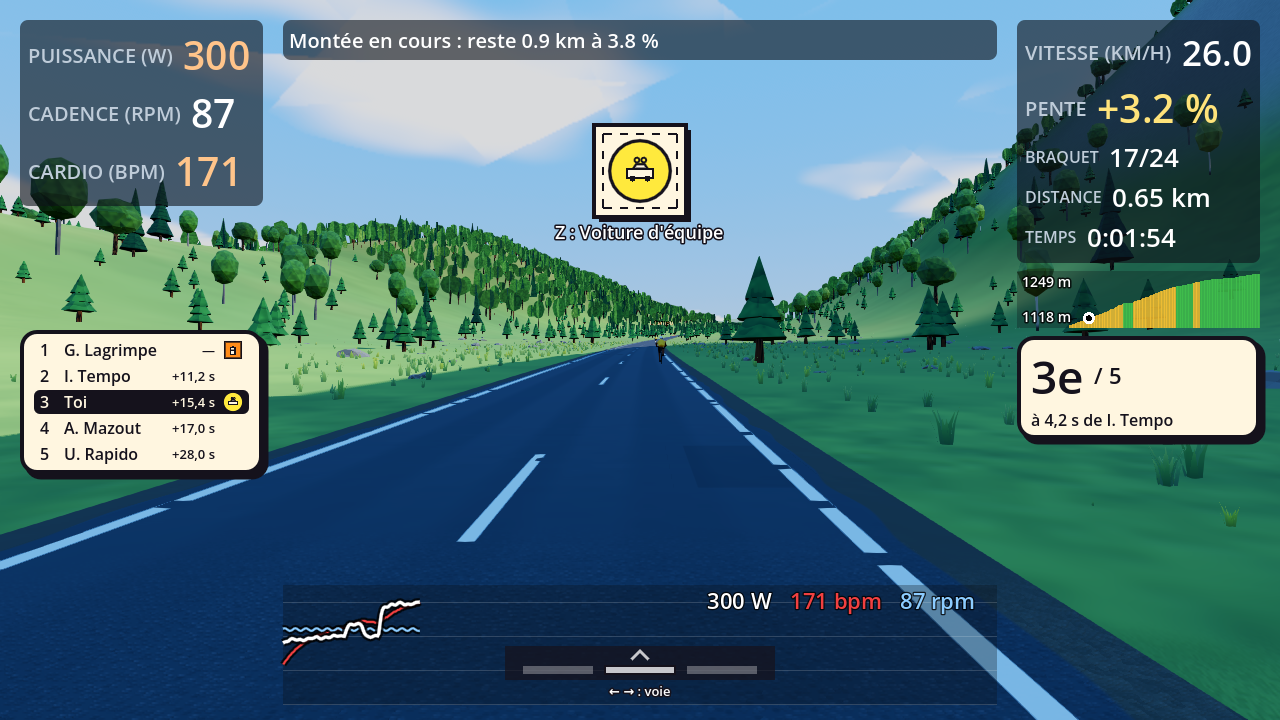 PUISSANCE (W) 300
CADENCE (RPM) 87
CARDIO (BPM) 171
Montée en cours : reste 0.9 km à 3.8 %
Z : Voiture d'équipe
VITESSE (KM/H) 26.0
PENTE +3.2 %
BRAQUET 17/24
DISTANCE 0.65 km
TEMPS 0:01:54
1249 m
1118 m
1 G. Lagrimpe —
2 I. Tempo +11,2 s
3 Toi +15,4 s
4 A. Mazout +17,0 s
5 U. Rapido +28,0 s
3e / 5
à 4,2 s de I. Tempo
300 W 171 bpm 87 rpm
← → : voie